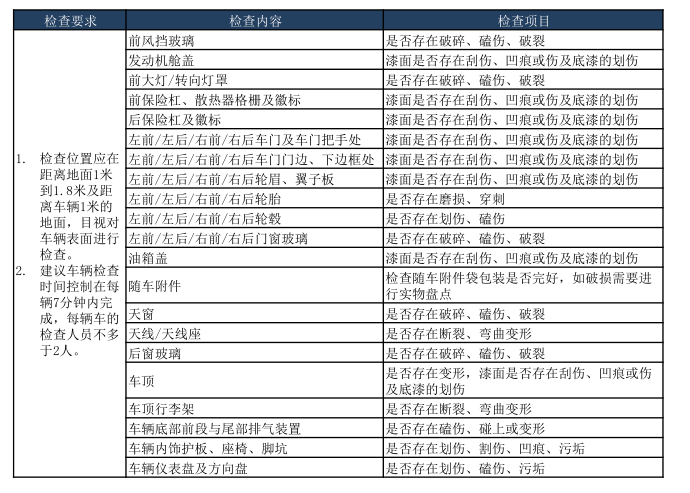 检查要求 检查内容 检查项目
1. 检查位置应在
距离地面1米
到1.8米及距
离车辆1米的
地面，目视对
车辆表面进行
检查。
2. 建议车辆检查
时间控制在每
辆7分钟内完
成，每辆车的
检查人员不多
于2人。
前风挡玻璃 是否存在破碎、磕伤、破裂
发动机舱盖 漆面是否存在刮伤、凹痕或伤及底漆的划伤
前大灯/转向灯罩 是否存在破碎、磕伤、破裂
前保险杠、散热器格栅及徽标 漆面是否存在刮伤、凹痕或伤及底漆的划伤
后保险杠及徽标 漆面是否存在刮伤、凹痕或伤及底漆的划伤
左前/左后/右前/右后车门及车门把手处 漆面是否存在刮伤、凹痕或伤及底漆的划伤
左前/左后/右前/右后车门门边、下边框处 漆面是否存在刮伤、凹痕或伤及底漆的划伤
左前/左后/右前/右后轮眉、翼子板 漆面是否存在刮伤、凹痕或伤及底漆的划伤
左前/左后/右前/右后轮胎 是否存在磨损、穿刺
左前/左后/右前/右后轮毂 是否存在划伤、磕伤
左前/左后/右前/右后门窗玻璃 是否存在破碎、磕伤、破裂
油箱盖 漆面是否存在刮伤、凹痕或伤及底漆的划伤
随车附件 检查随车附件袋包装是否完好，如破损需要进
行实物盘点
天窗 是否存在破碎、磕伤、破裂
天线/天线座 是否存在断裂、弯曲变形
后窗玻璃 是否存在破碎、磕伤、破裂
车顶 是否存在变形，漆面是否存在刮伤、凹痕或伤
及底漆的划伤
车顶行李架 是否存在断裂、弯曲变形
车辆底部前段与尾部排气装置 是否存在磕伤、碰上或变形
车辆内饰护板、座椅、脚坑 是否存在划伤、割伤、凹痕、污垢
车辆仪表盘及方向盘 是否存在划伤、磕伤、污垢